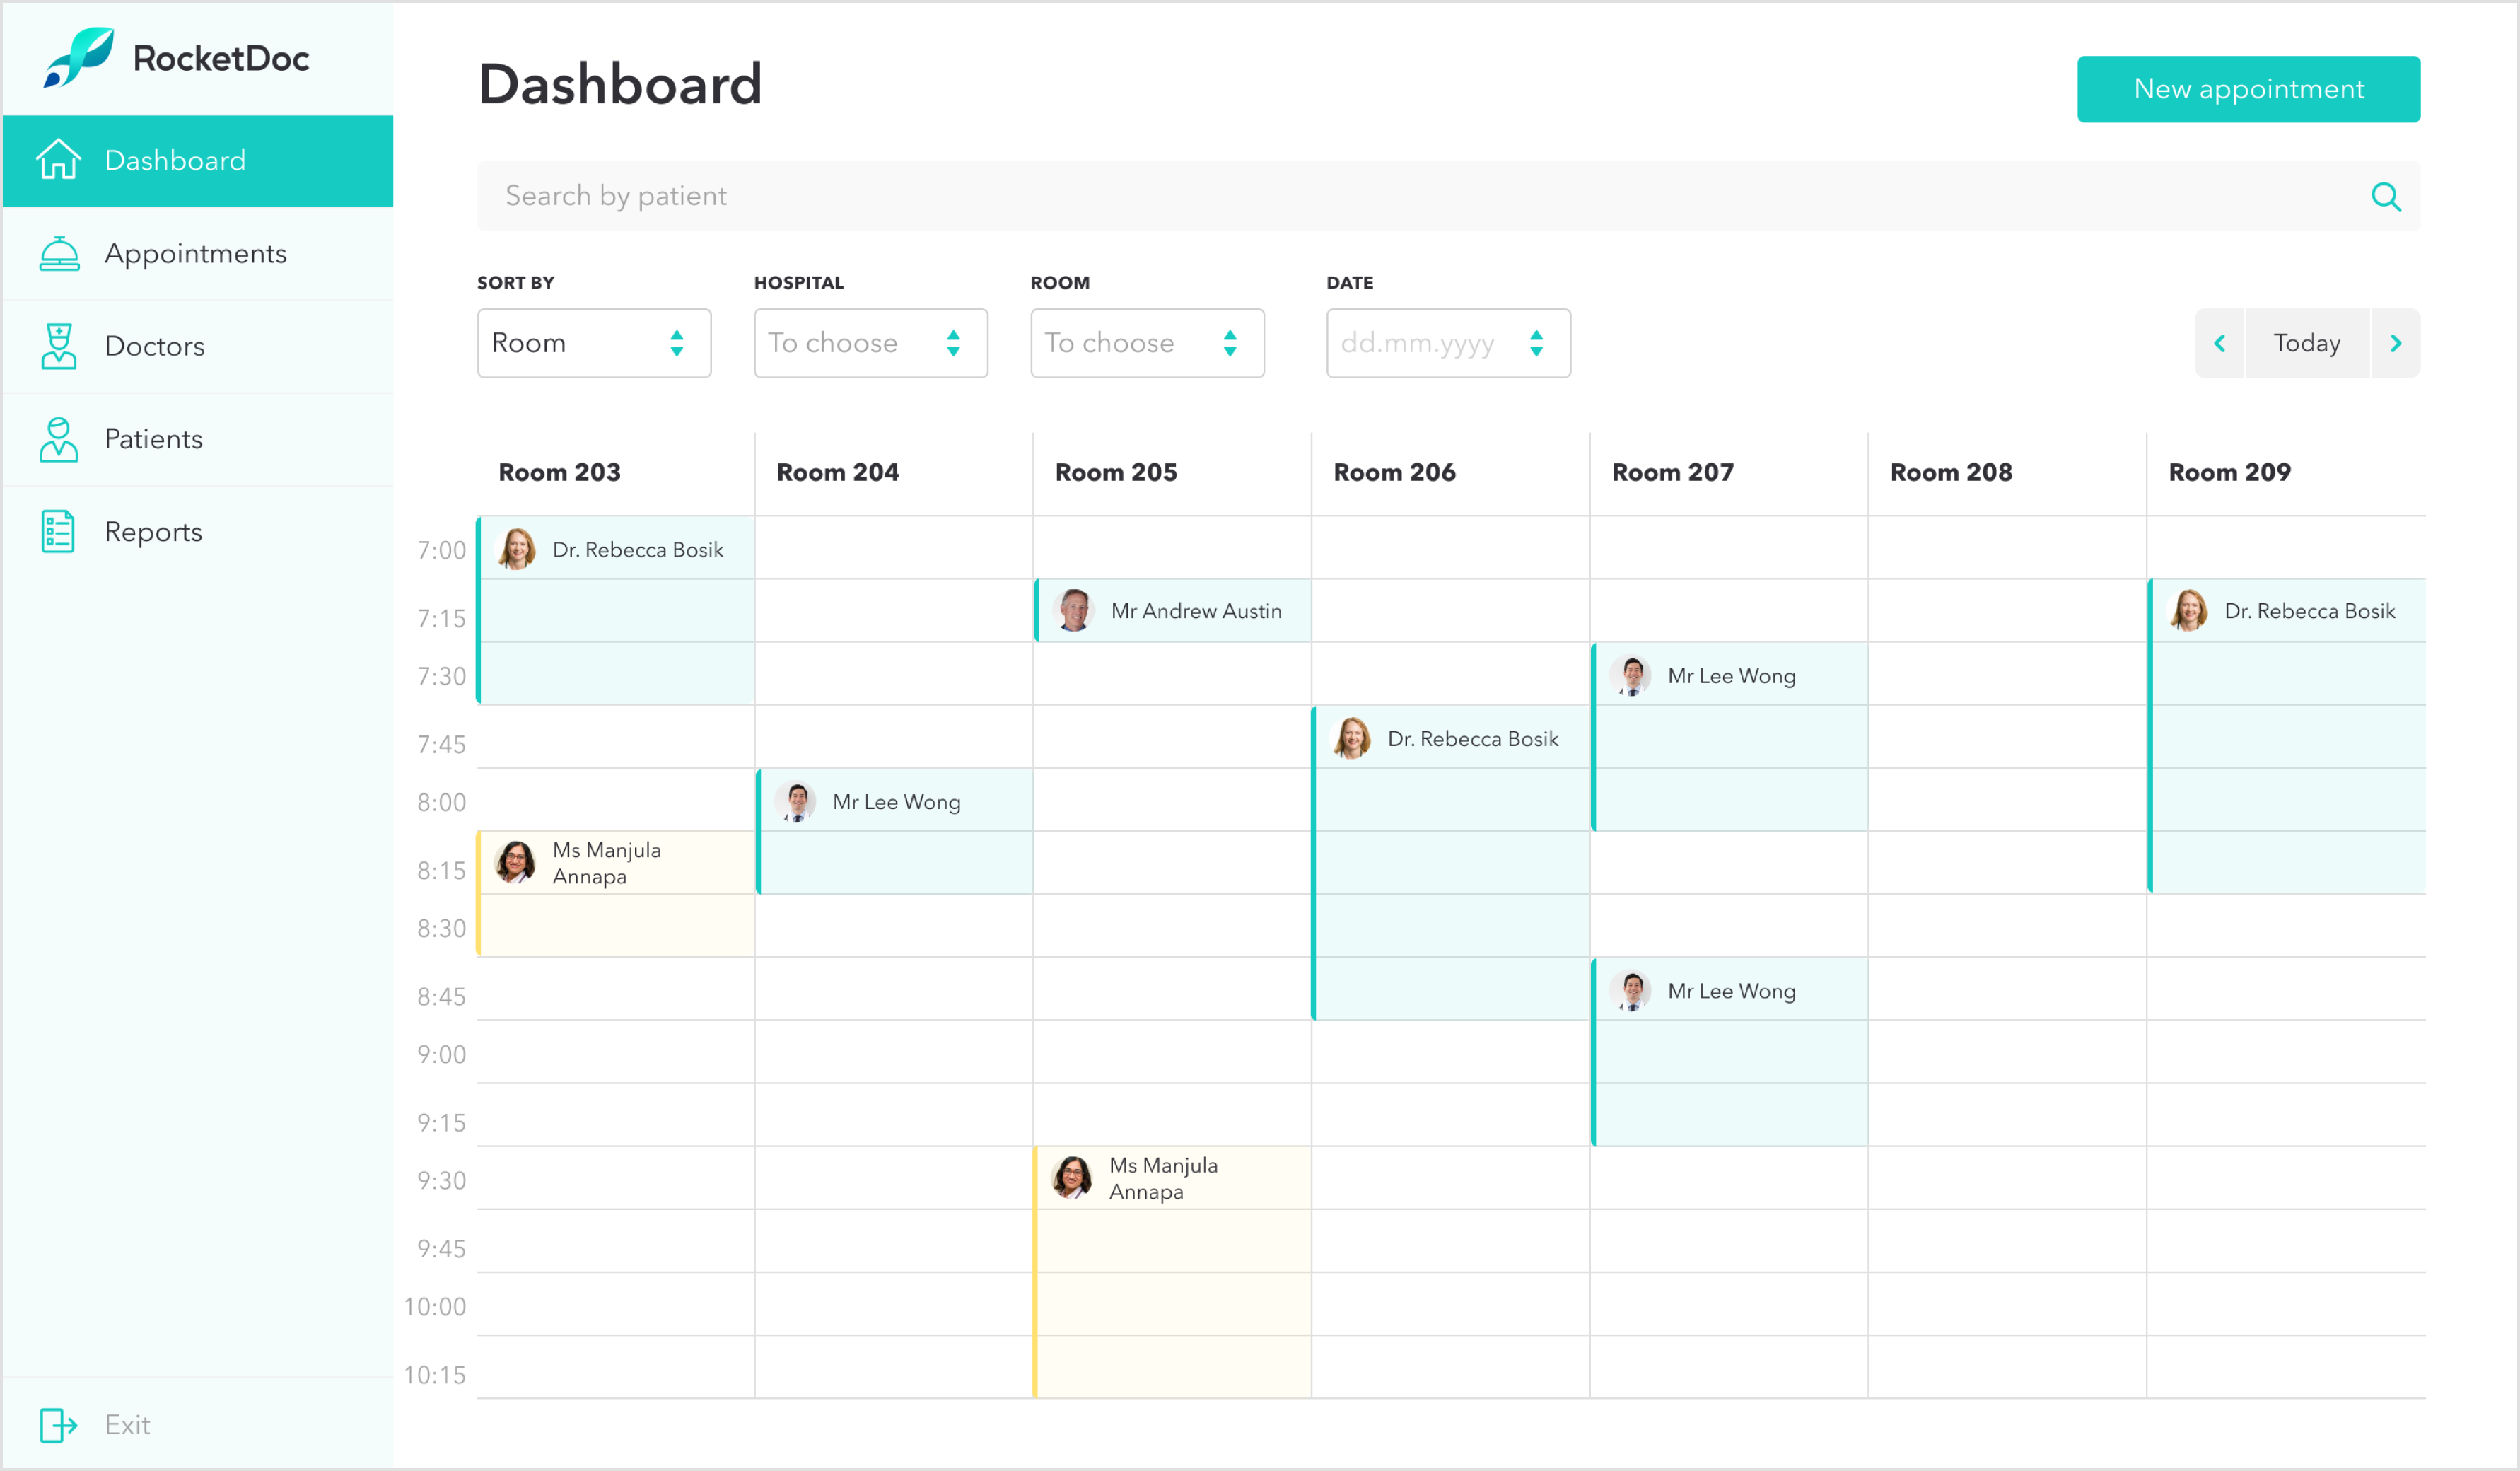 RocketDoc
Dashboard
Appointments
Doctors
Patients
Reports
Exit
Dashboard
New appointment
Search by patient
SORT BY
HOSPITAL
ROOM
DATE
Room
To choose
To choose
dd.mm.yyyy
Today
Room 203
Room 204
Room 205
Room 206
Room 207
Room 208
Room 209
7:00
Dr. Rebecca Bosik
7:15
Mr Andrew Austin
Dr. Rebecca Bosik
7:30
Mr Lee Wong
7:45
Dr. Rebecca Bosik
8:00
Mr Lee Wong
8:15
Ms Manjula
Annapa
8:30
8:45
Mr Lee Wong
9:00
9:15
9:30
Ms Manjula
Annapa
9:45
10:00
10:15